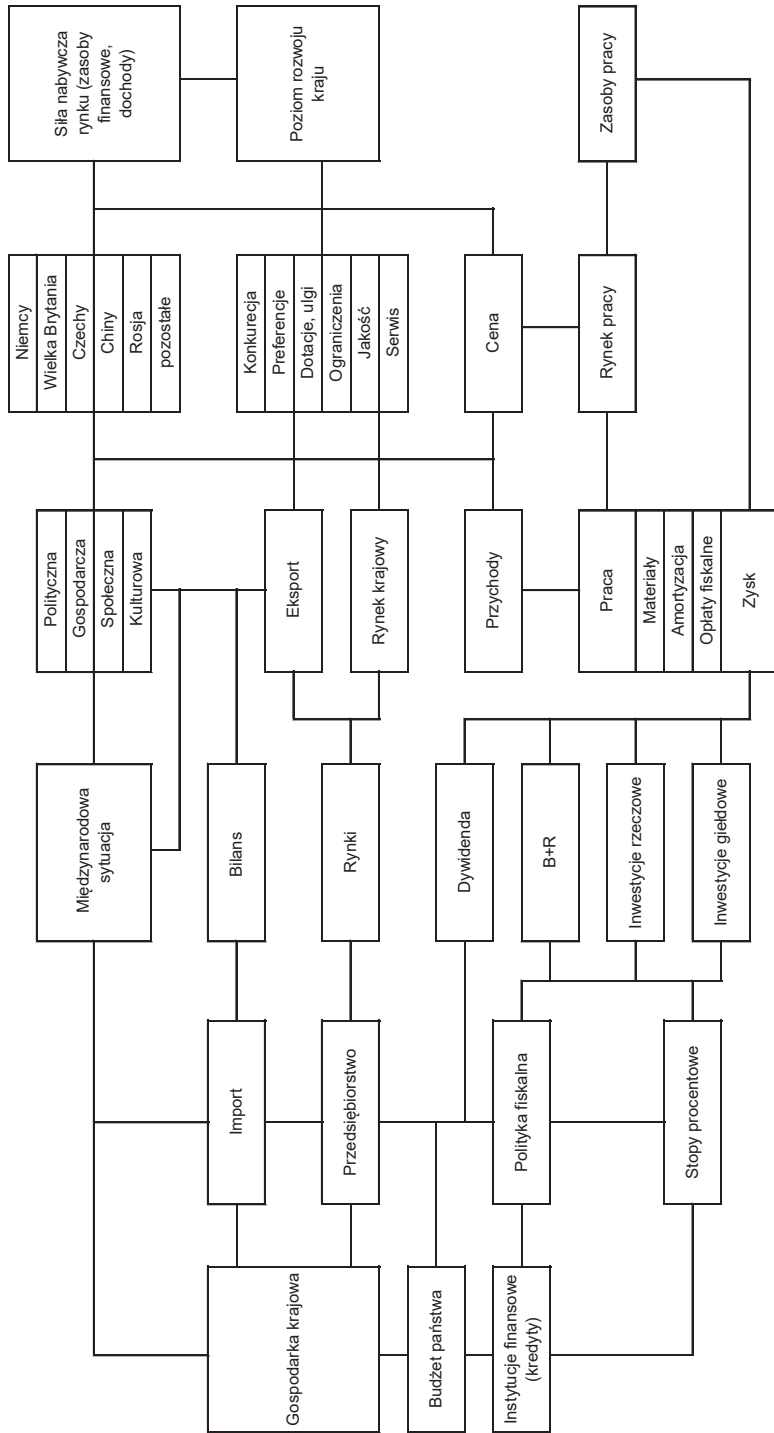 Gospodarka krajowa
Budżet państwa
Instytucje finansowe
(kredyty)
Import
Przedsiębiorstwo
Polityka fiskalna
Stopy procentowe
Międzynarodowa
sytuacja
Bilans
Rynki
Dywidenda
B+R
Inwestycje rzeczowe
Inwestycje giełdowe
Polityczna
Gospodarcza
Społeczna
Kulturowa
Eksport
Rynek krajowy
Przychody
Praca
Materiały
Amortyzacja
Opłaty fiskalne
Zysk
Niemcy
Wielka Brytania
Czechy
Chiny
Rosja
pozostałe
Konkurecja
Preferencje
Dotacje, ulgi
Ograniczenia
Jakość
Serwis
Cena
Rynek pracy
Siła nabywcza
rynku (zasoby
finansowe,
dochody)
Poziom rozwoju
kraju
Zasoby pracy